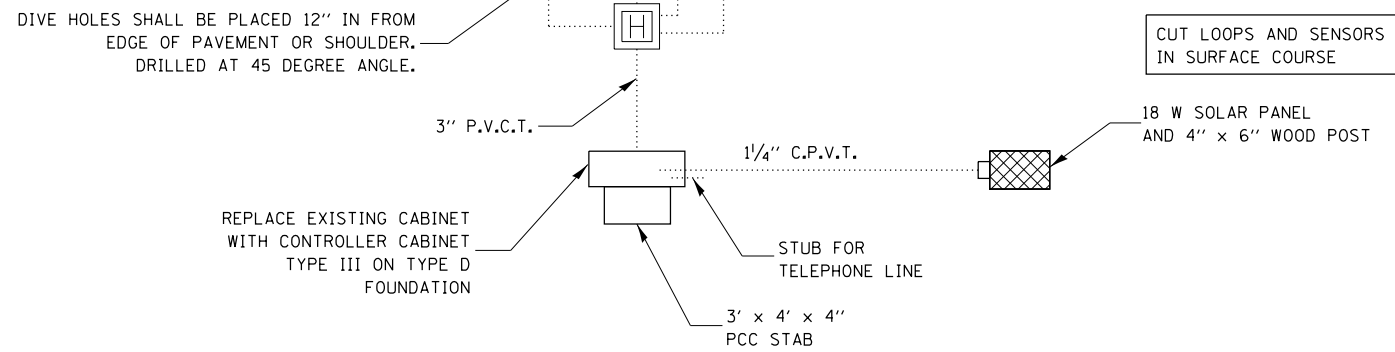 DIVE HOLES SHALL BE PLACED 12" IN FROM
EDGE OF PAVEMENT OR SHOULDER.
DRILLED AT 45 DEGREE ANGLE.
H
CUT LOOPS AND SENSORS
IN SURFACE COURSE
3" P.V.C.T.
18 W SOLAR PANEL
AND 4" x 6" WOOD POST
1 1/4" C.P.V.T.
REPLACE EXISTING CABINET
WITH CONTROLLER CABINET
TYPE III ON TYPE D
FOUNDATION
STUB FOR
TELEPHONE LINE
3' x 4' x 4"
PCC STAB